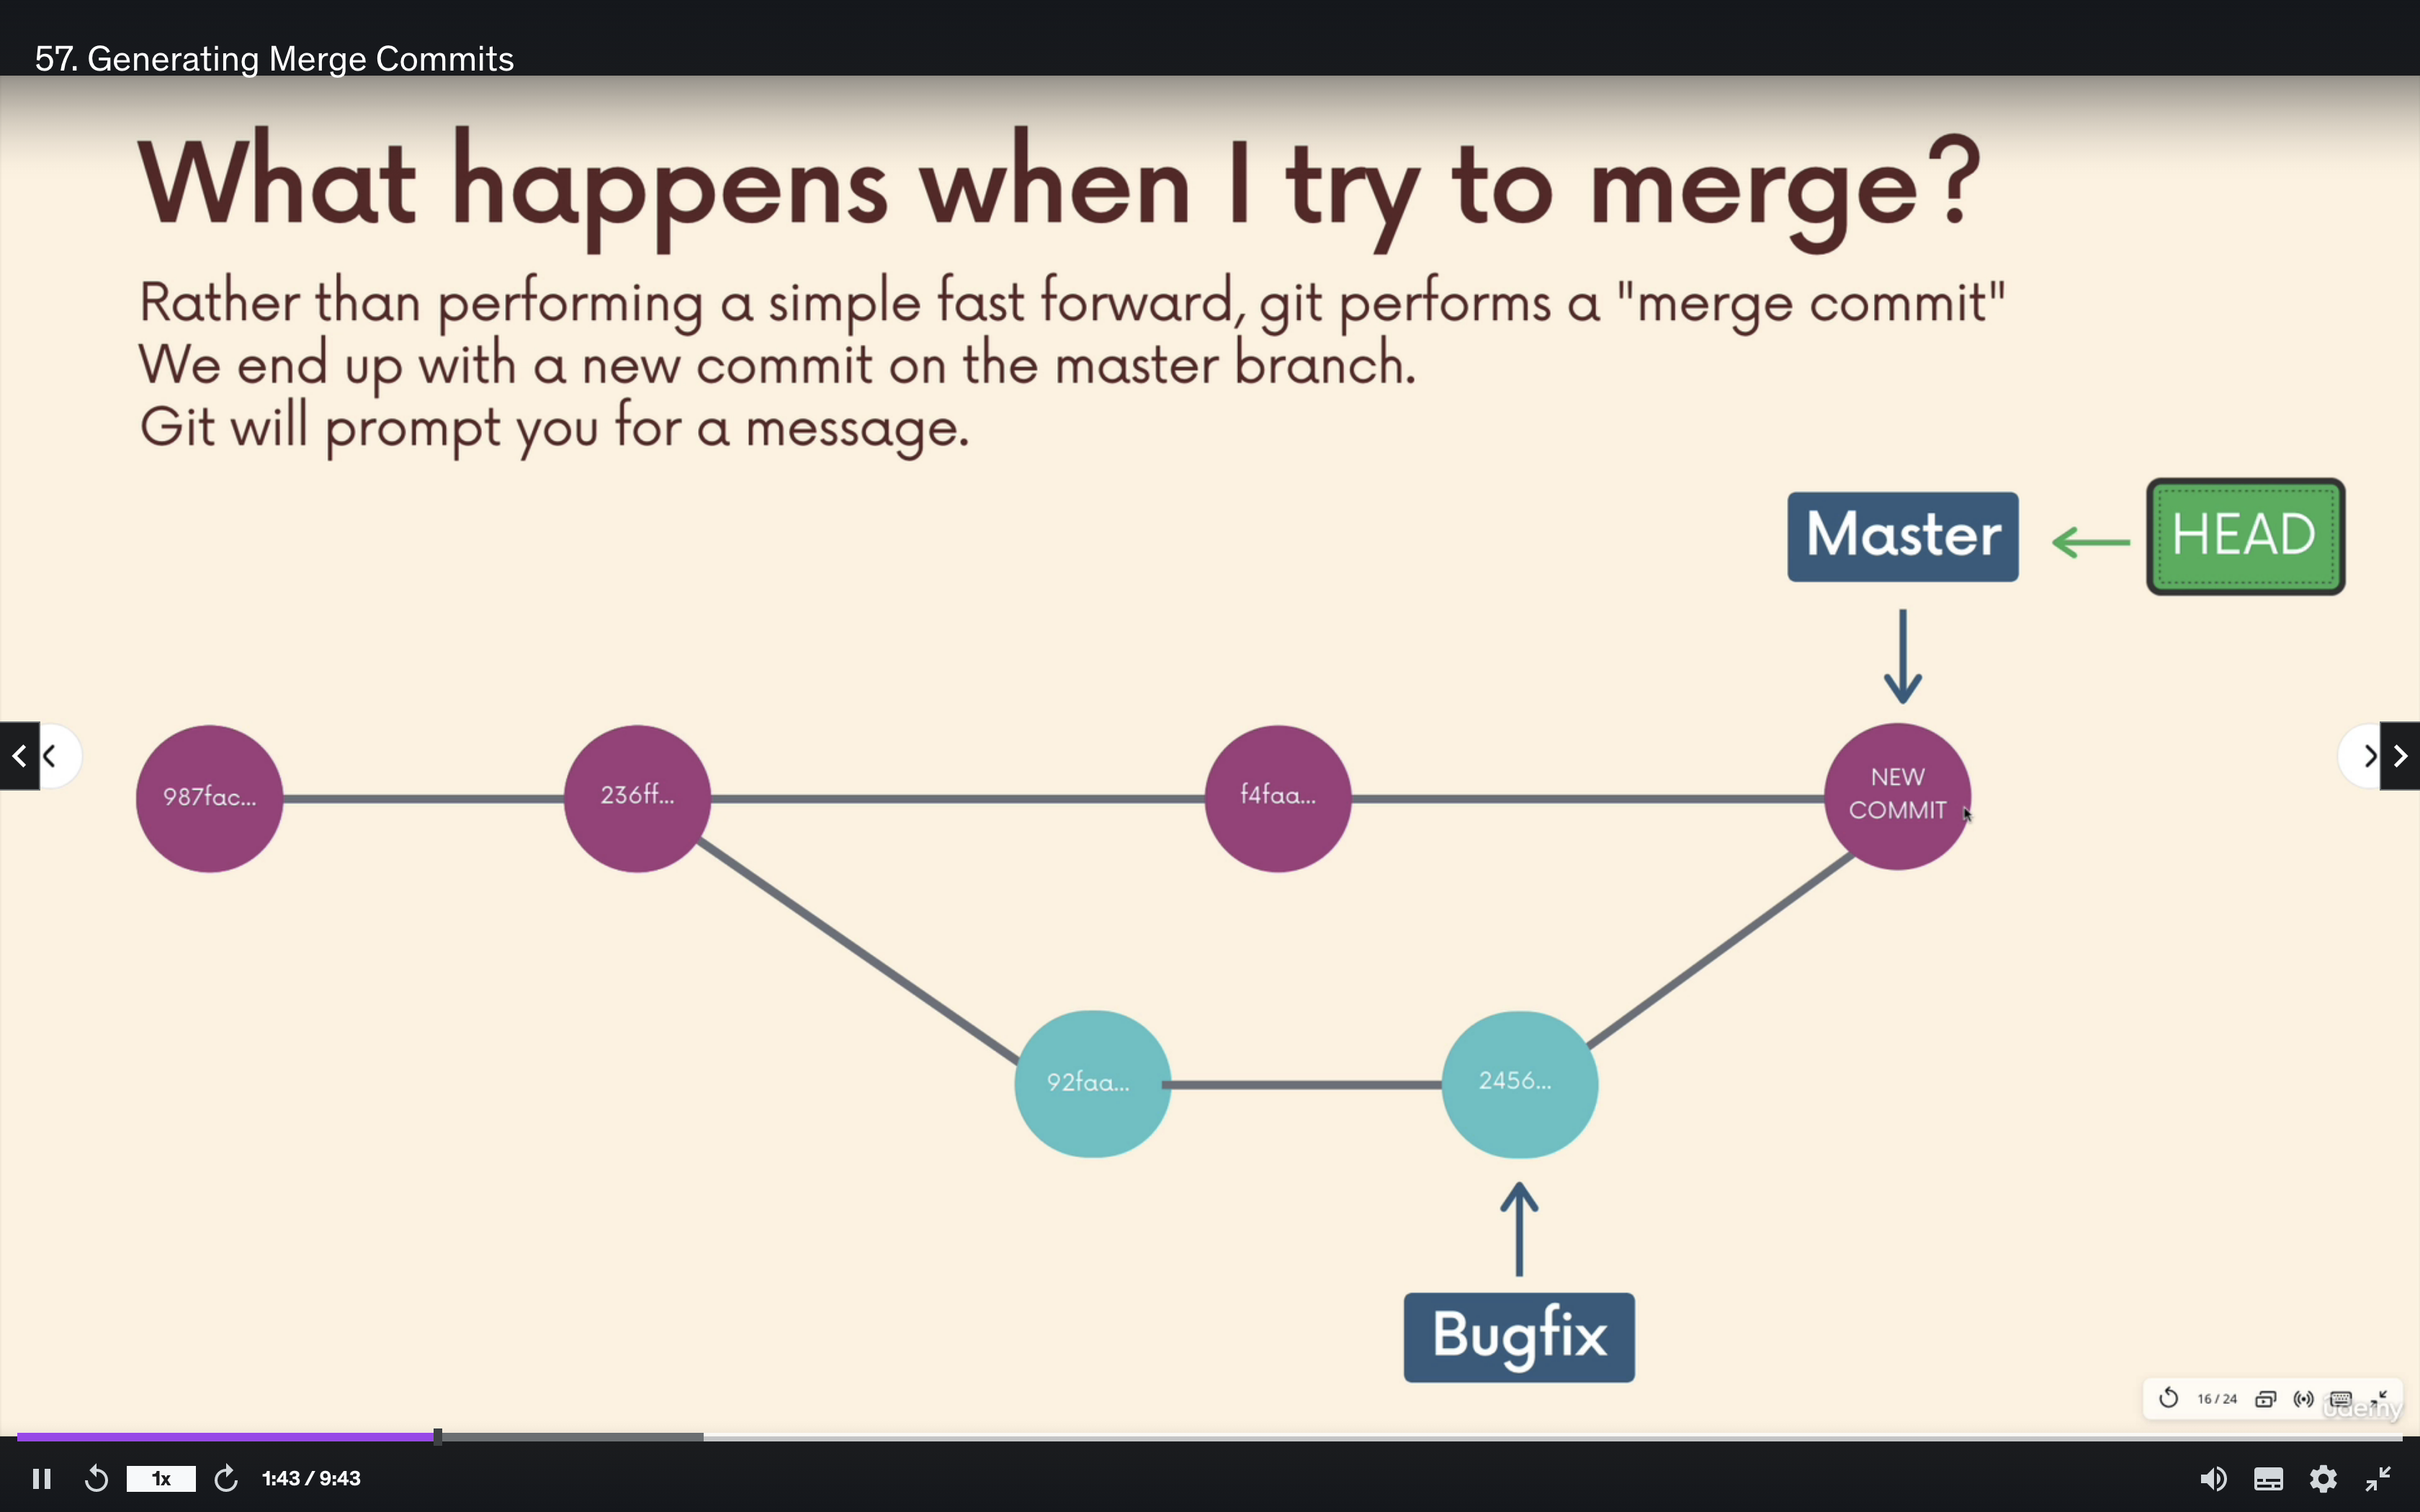 57. Generating Merge Commits
What happens when I try to merge?
Rather than performing a simple fast forward, git performs a "merge commit"
We end up with a new commit on the master branch.
Git will prompt you for a message.
Master
HEAD
987fac...
236ff...
f4faa...
NEW
COMMIT
92faa...
2456...
Bugfix
16 / 24
udemy
1x
1:43 / 9:43